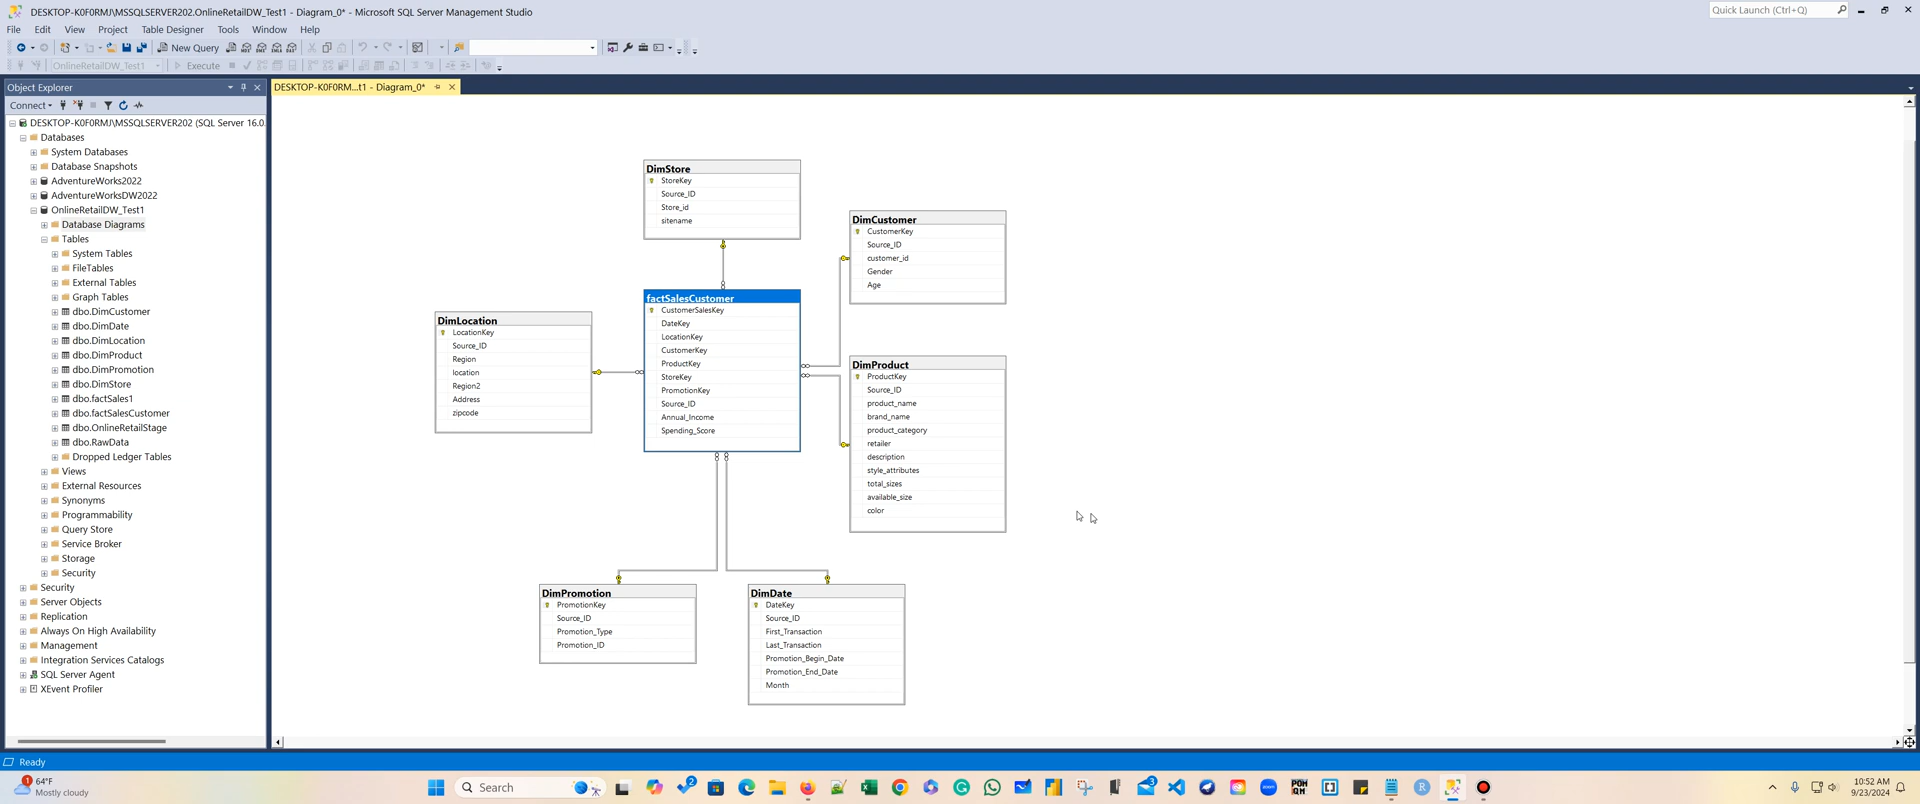 DESKTOP-K0F0RMJ\MSSQLSERVER202.OnlineRetailDW_Test1 - Diagram_0* - Microsoft SQL Server Management Studio
Quick Launch (Ctrl+Q)
File Edit View Project Table Designer Tools Window Help
New Query
OnlineRetailDW_Test1 Execute
Object Explorer
DESKTOP-K0F0RM...t1 - Diagram_0*
Connect
DESKTOP-K0F0RMJ\MSSQLSERVER202 (SQL Server 16.0.
Databases
System Databases
Database Snapshots
AdventureWorks2022
AdventureWorksDW2022
OnlineRetailDW_Test1
Database Diagrams
Tables
System Tables
FileTables
External Tables
Graph Tables
dbo.DimCustomer
dbo.DimDate
dbo.DimLocation
dbo.DimProduct
dbo.DimPromotion
dbo.DimStore
dbo.factSales1
dbo.factSalesCustomer
dbo.OnlineRetailStage
dbo.RawData
Dropped Ledger Tables
Views
External Resources
Synonyms
Programmability
Query Store
Service Broker
Storage
Security
Security
Server Objects
Replication
Always On High Availability
Management
Integration Services Catalogs
SQL Server Agent
XEvent Profiler
DimStore
StoreKey
Source_ID
Store_id
sitename
DimCustomer
CustomerKey
Source_ID
customer_id
Gender
Age
factSalesCustomer
CustomerSalesKey
DateKey
LocationKey
CustomerKey
ProductKey
StoreKey
PromotionKey
Source_ID
Annual_Income
Spending_Score
DimLocation
LocationKey
Source_ID
Region
location
Region2
Address
zipcode
DimProduct
ProductKey
Source_ID
product_name
brand_name
product_category
retailer
description
style_attributes
total_sizes
available_size
color
DimPromotion
PromotionKey
Source_ID
Promotion_Type
Promotion_ID
DimDate
DateKey
Source_ID
First_Transaction
Last_Transaction
Promotion_Begin_Date
Promotion_End_Date
Month
Ready
1
64°F
Mostly cloudy
Search
2
3
zoom
10:52 AM
9/23/2024